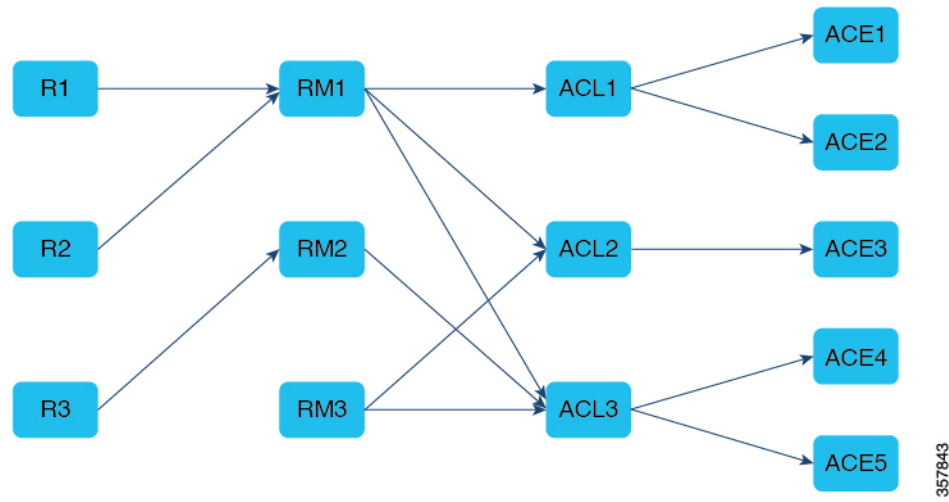 ACE1
R1
RM1
ACL1
ACE2
R2
RM2
ACL2
ACE3
ACE4
R3
RM3
ACL3
ACE5
357843